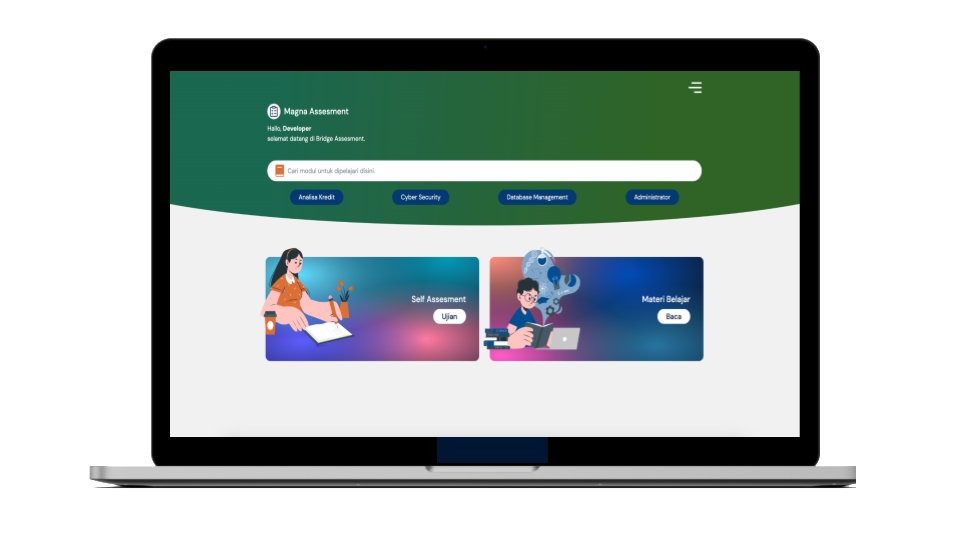 Magna Assesment
Hallo, Developer
selamat datang di Bridge Assesment.
Cari modul untuk dipelajari disini.
Analisa Kredit
Cyber Security
Database Management
Administrator
Self Assesment
Ujian
Materi Belajar
Baca